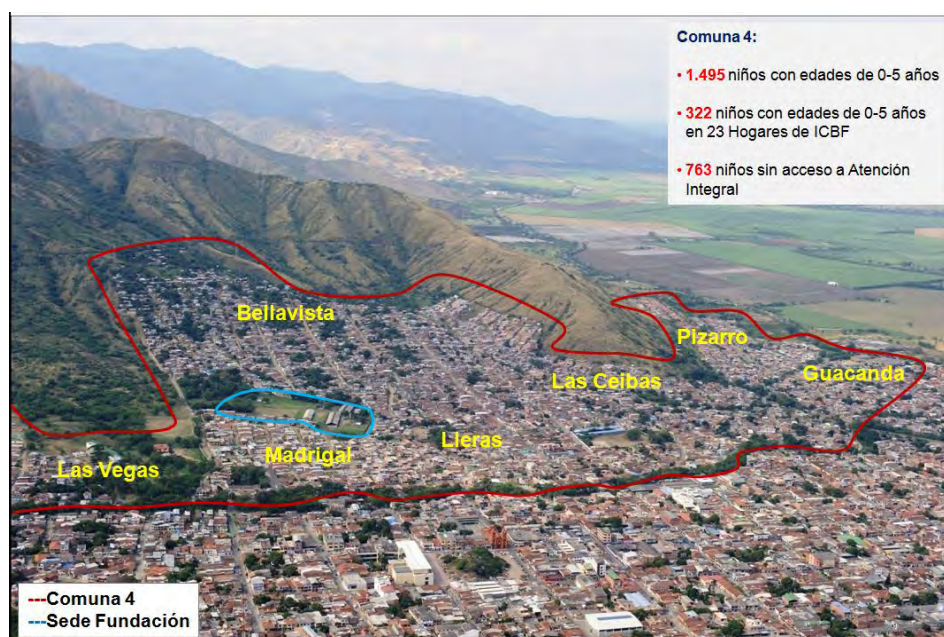 Comuna 4:
• 1.495 niños con edades de 0-5 años
• 322 niños con edades de 0-5 años
en 23 Hogares de ICBF
• 763 niños sin acceso a Atención
Integral
Bellavista
Pizarro
Las Ceibas
Guacanda
Madrigal
Lleras
Las Vegas
---Comuna 4
---Sede Fundación